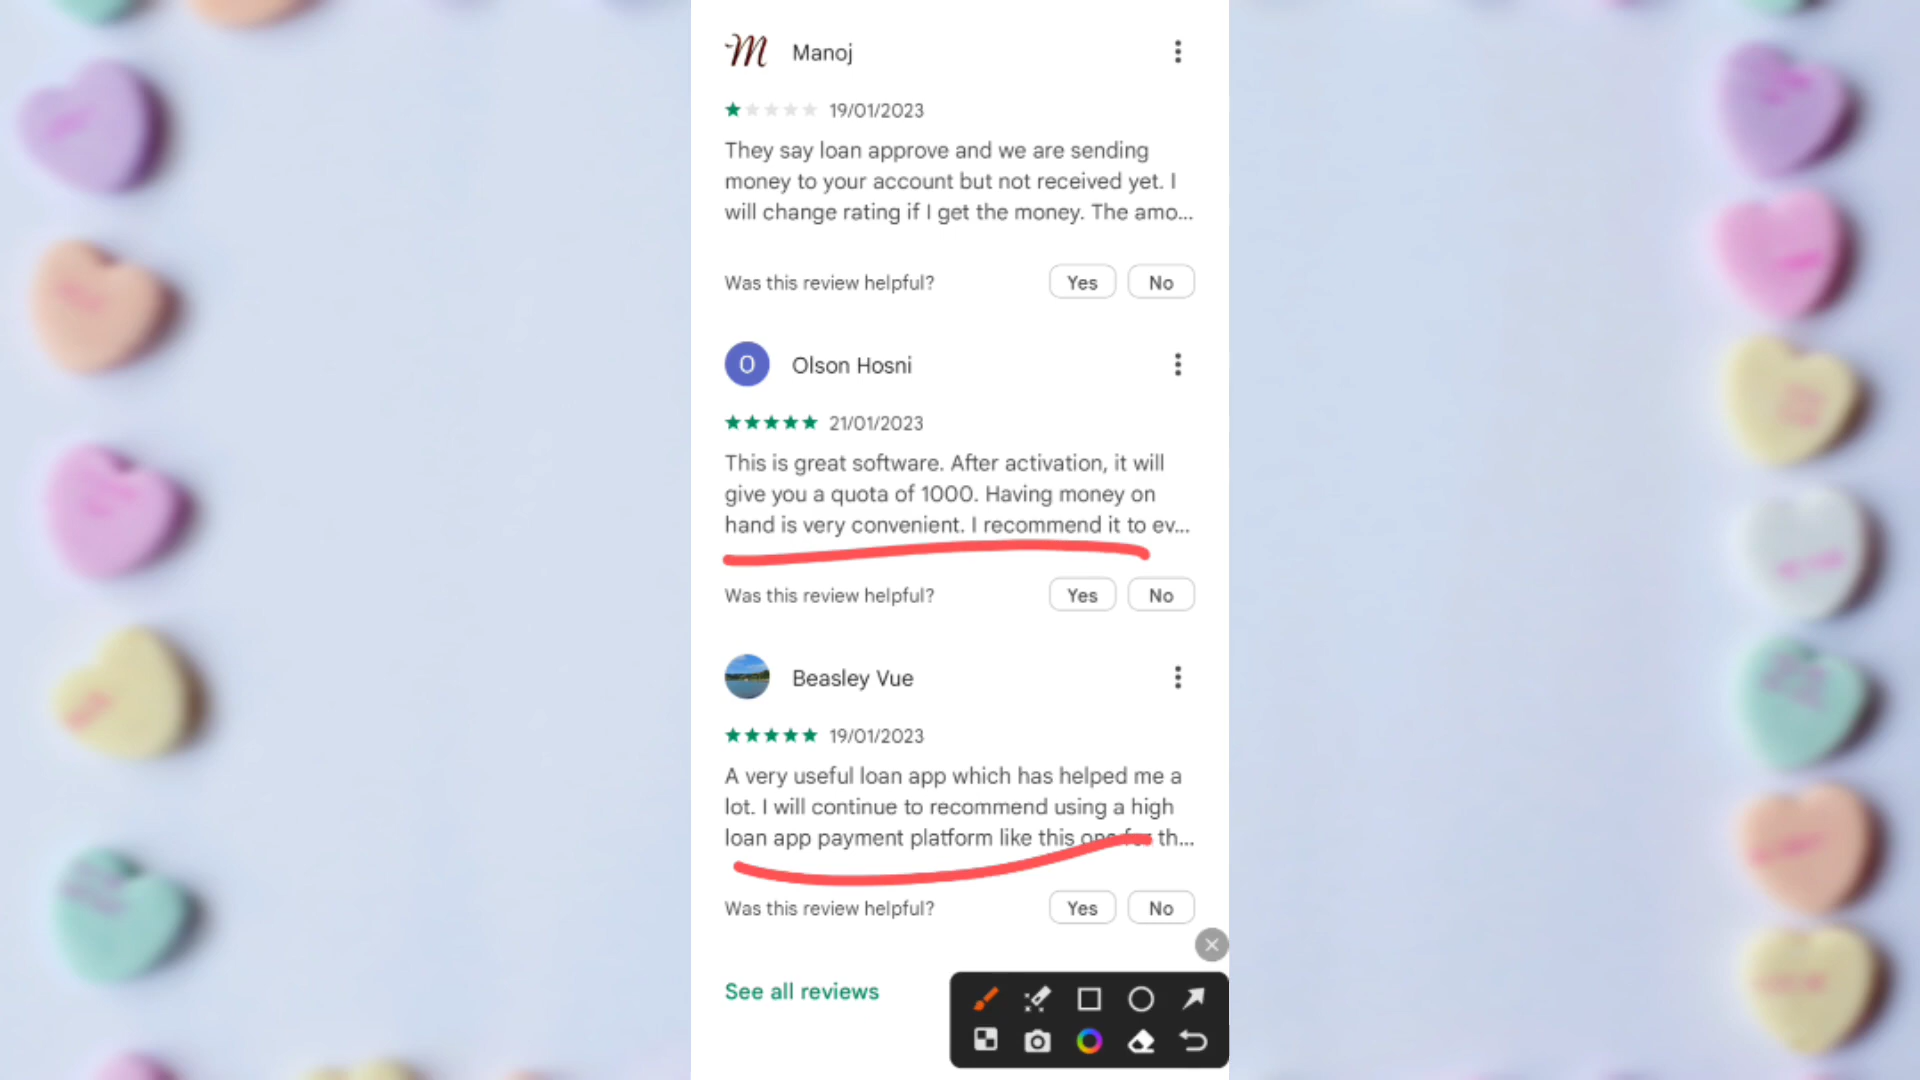 Manoj
19/01/2023
They say loan approve and we are sending
money to your account but not received yet. I
will change rating if I get the money. The amo...
Was this review helpful?
Yes
No
O
Olson Hosni
21/01/2023
This is great software. After activation, it will
give you a quota of 1000. Having money on
hand is very convenient. I recommend it to ev...
Was this review helpful?
Yes
No
Beasley Vue
19/01/2023
A very useful loan app which has helped me a
lot. I will continue to recommend using a high
loan app payment platform like this one for th...
Was this review helpful?
Yes
No
See all reviews